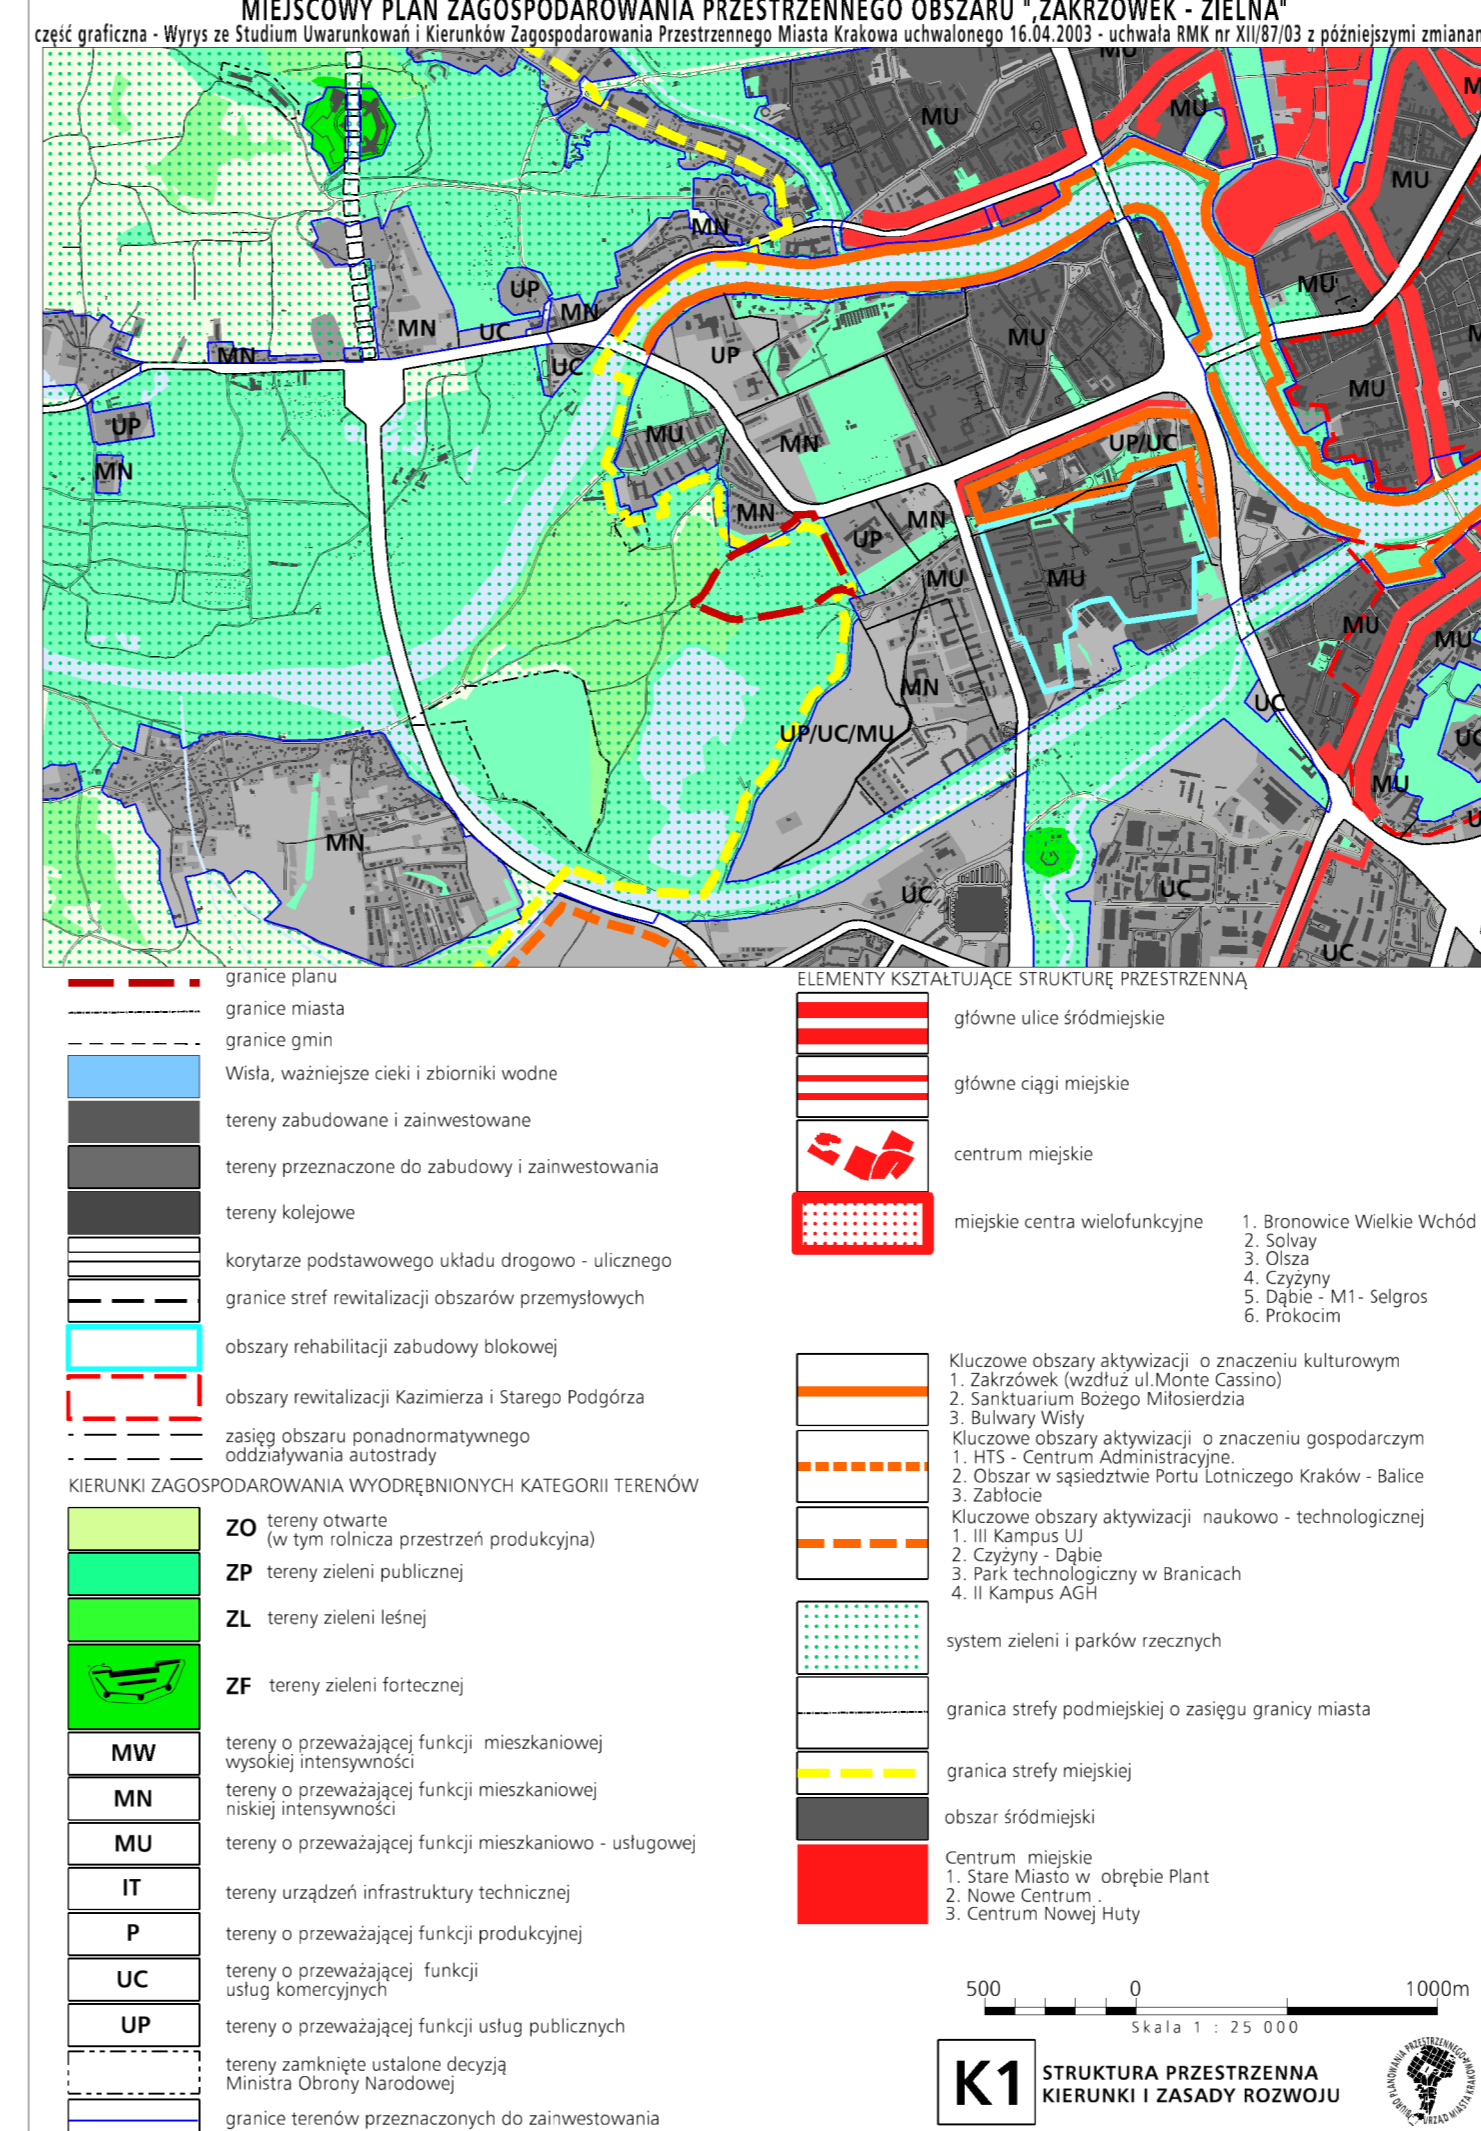 MIEJSCOWY PLAN ZAGOSPODAROWANIA PRZESTRZENNEGO OBSZARU ",ZAKRZÓWEK - ZIELNA"
część graficzna - Wyrys ze Studium Uwarunkowań i Kierunków Zagospodarowania Przestrzennego Miasta Krakowa uchwalonego 16.04.2003 - uchwała RMK nr XII/87/03 z późniejszymi
MU
MU
MU
MU
MN
UP
MN
MU
MN
UC
MU
MN
UP
UC
MU
UP
MU
MN
UP/UC
MN
MN
MN
UP
MU
MU
MU
MU
MN
UC
UP/UC/MU
UC
MU
MN
UC
UC
UC
granice planu
granice miasta
granice gmin
Wisła, ważniejsze cieki i zbiorniki wodne
tereny zabudowane i zainwestowane
tereny przeznaczone do zabudowy i zainwestowania
tereny kolejowe
korytarze podstawowego układu drogowo - ulicznego
granice stref rewitalizacji obszarów przemysłowych
obszary rehabilitacji zabudowy blokowej
obszary rewitalizacji Kazimierza i Starego Podgórza
zasięg obszaru ponadnormatywnego
oddziaływania autostrady
KIERUNKI ZAGOSPODAROWANIA WYODRĘBNIONYCH KATEGORII TERENÓW
ZO tereny otwarte
(w tym rolnicza przestrzeń produkcyjna)
ZP tereny zieleni publicznej
ZL tereny zieleni leśnej
ZF tereny zieleni fortecznej
MW tereny o przeważającej funkcji mieszkaniowej
wysokiej intensywności
MN tereny o przeważającej funkcji mieszkaniowej
niskiej intensywności
MU tereny o przeważającej funkcji mieszkaniowo - usługowej
IT tereny urządzeń infrastruktury technicznej
P tereny o przeważającej funkcji produkcyjnej
UC tereny o przeważającej funkcji
usług komercyjnych
UP tereny o przeważającej funkcji usług publicznych
tereny zamknięte ustalone decyzją
Ministra Obrony Narodowej
granice terenów przeznaczonych do zainwestowania
ELEMENTY KSZTAŁTUJĄCE STRUKTURĘ PRZESTRZENNĄ
główne ulice śródmiejskie
główne ciągi miejskie
centrum miejskie
miejskie centra wielofunkcyjne
1. Bronowice Wielkie Wchód
2. Solvay
3. Olsza
4. Czyżyny
5. Dąbie - M1- Selgros
6. Prokocim
Kluczowe obszary aktywizacji o znaczeniu kulturowym
1. Zakrzówek (wzdłuż ul.Monte Cassino)
2. Sanktuarium Bożego Miłosierdzia
3. Bulwary Wisły
Kluczowe obszary aktywizacji o znaczeniu gospodarczym
1. HTS - Centrum Administracyjne.
2. Obszar w sąsiedztwie Portu Lotniczego Kraków - Balice
3. Zabłocie
Kluczowe obszary aktywizacji naukowo - technologicznej
1. III Kampus UJ
2. Czyżyny - Dąbie
3. Park technologiczny w Branicach
4. II Kampus AGH
system zieleni i parków rzecznych
granica strefy podmiejskiej o zasięgu granicy miasta
granica strefy miejskiej
obszar śródmiejski
Centrum miejskie
1. Stare Miasto w obrębie Plant
2. Nowe Centrum .
3. Centrum Nowej Huty
500 0 1000m
Skala 1 : 25 000
K1 STRUKTURA PRZESTRZENNA
KIERUNKI I ZASADY ROZWOJU
BIURO PLANOWANIA PRZESTRZENNEGO
URZĄD MIASTA KRAKOWA